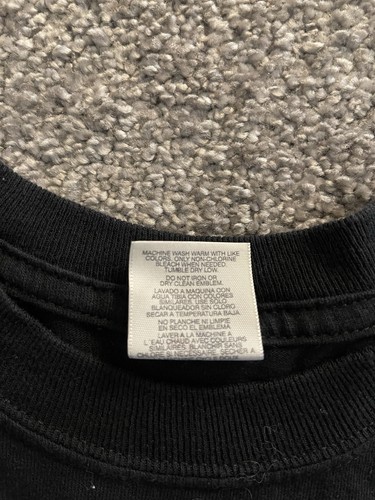 MACHINE WASH WARM WITH LIKE
COLORS, ONLY NON-CHLORINE
BLEACH WHEN NEEDED.
TUMBLE DRY LOW.
DO NOT IRON OR
DRY CLEAN EMBLEM.
LAVADO A MAQUINA CON
AGUA TIBIA CON COLORES
SIMILARES, USE SOLO
BLANQUEADOR SIN CLORO
SECAR A TEMPERATURA BAJA.
NO PLANCHE NI LIMPIE
EN SECO EL EMBLEMA
LAVER A LA MACHINE A
L´EAU CHAUD AVEC COULEURS
SIMILAIRES, BLANCHIR SANS
CHLORE SI NECESSAIRE. SECHER A